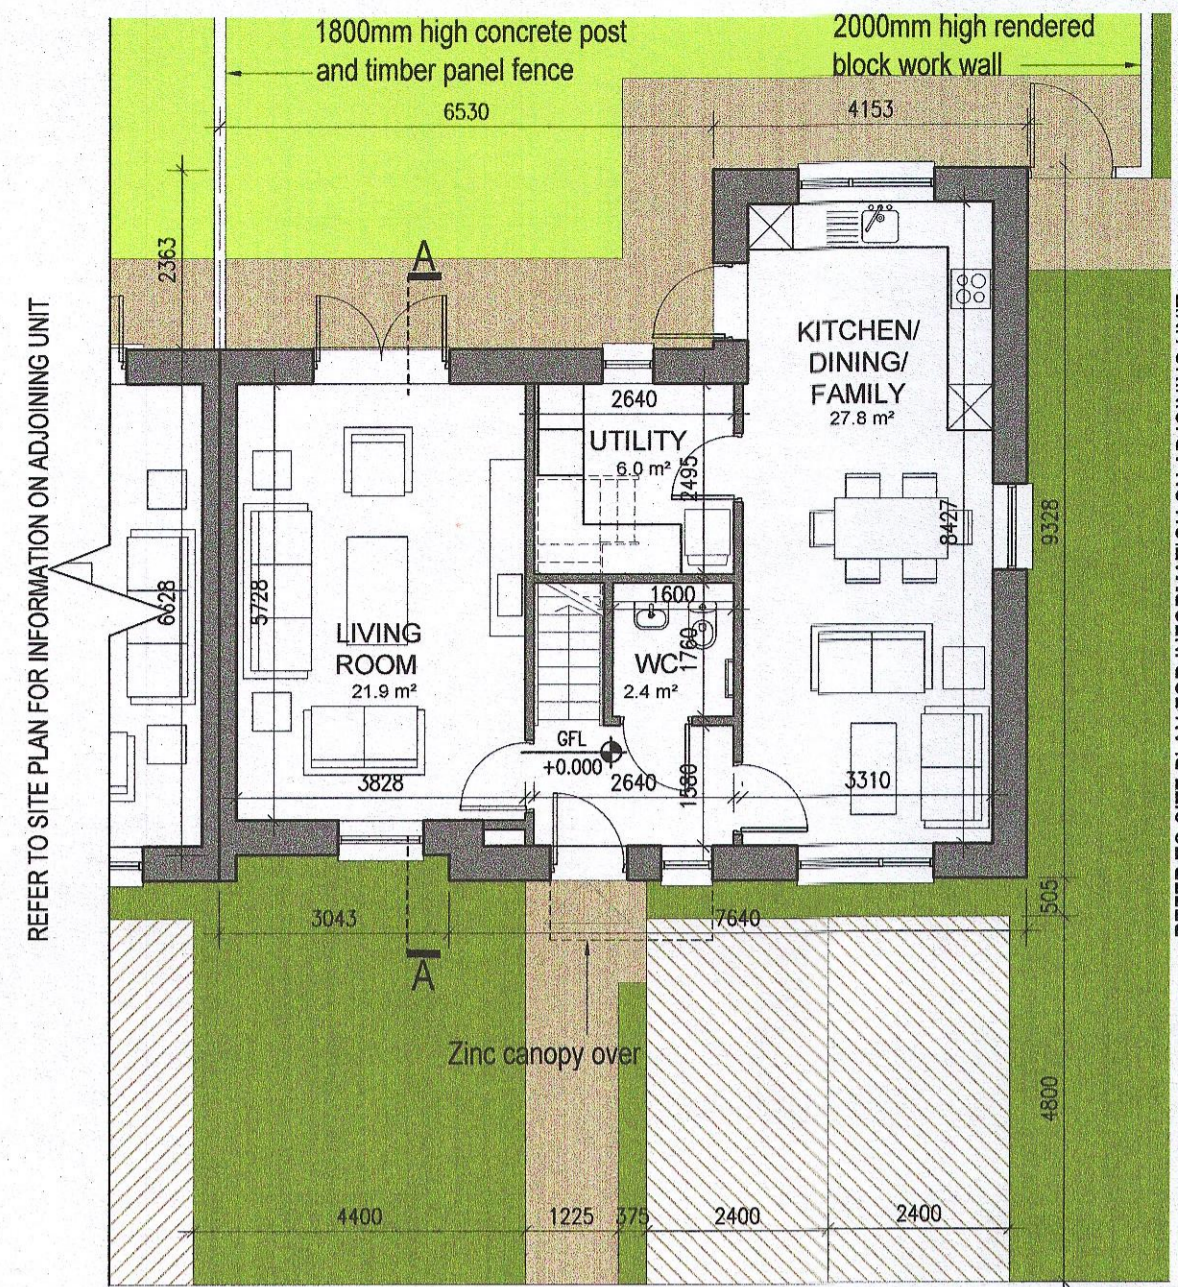 1800mm high concrete post
and timber panel fence
2000mm high rendered
block work wall
6530
4153
2363
A
REFER TO SITE PLAN FOR INFORMATION ON ADJOINING UNIT
KITCHEN/
DINING/
FAMILY
27.8 m²
2640
UTILITY
6.0 m²
2495
8427
9328
6628
5728
1600
LIVING
ROOM
21.9 m²
WC
1760
2.4 m²
GFL
+0.000
3828
2640
1580
3310
3043
7640
505
A
Zinc canopy over
4800
4400
1225
375
2400
2400